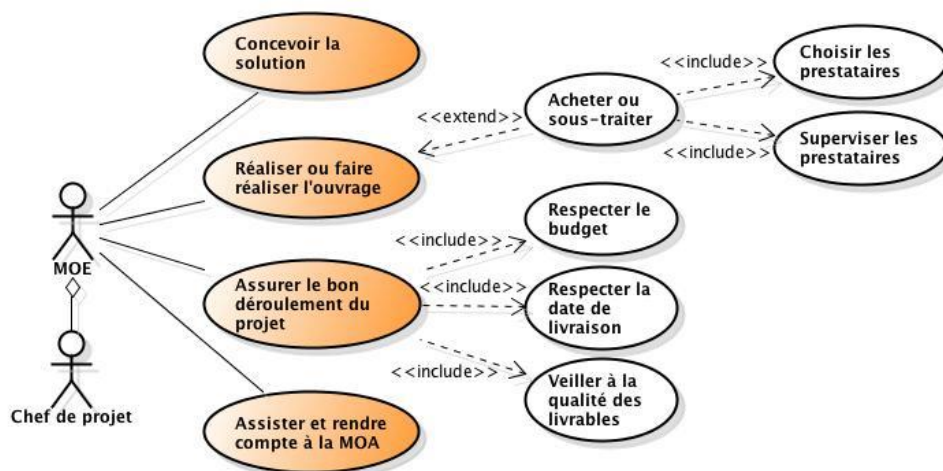 Concevoir la
solution
<<include>>
Choisir les
prestataires
<<extend>>
Acheter ou
sous-traiter
<<include>>
Superviser les
prestataires
Réaliser ou faire
réaliser l'ouvrage
MOE
<<include>>
Respecter le
budget
Assurer le bon
déroulement du
projet
<<include>>
Respecter la
date de
livraison
<<include>>
Veiller à la
qualité des
livrables
Chef de projet
Assister et rendre
compte à la MOA